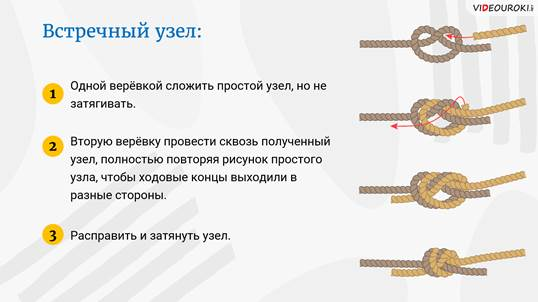 VIDEOUROKI
Встречный узел:
1
Одной верёвкой сложить простой узел, но не
затягивать.
2
Вторую верёвку провести сквозь полученный
узел, полностью повторяя рисунок простого
узла, чтобы ходовые концы выходили в
разные стороны.
3
Расправить и затянуть узел.